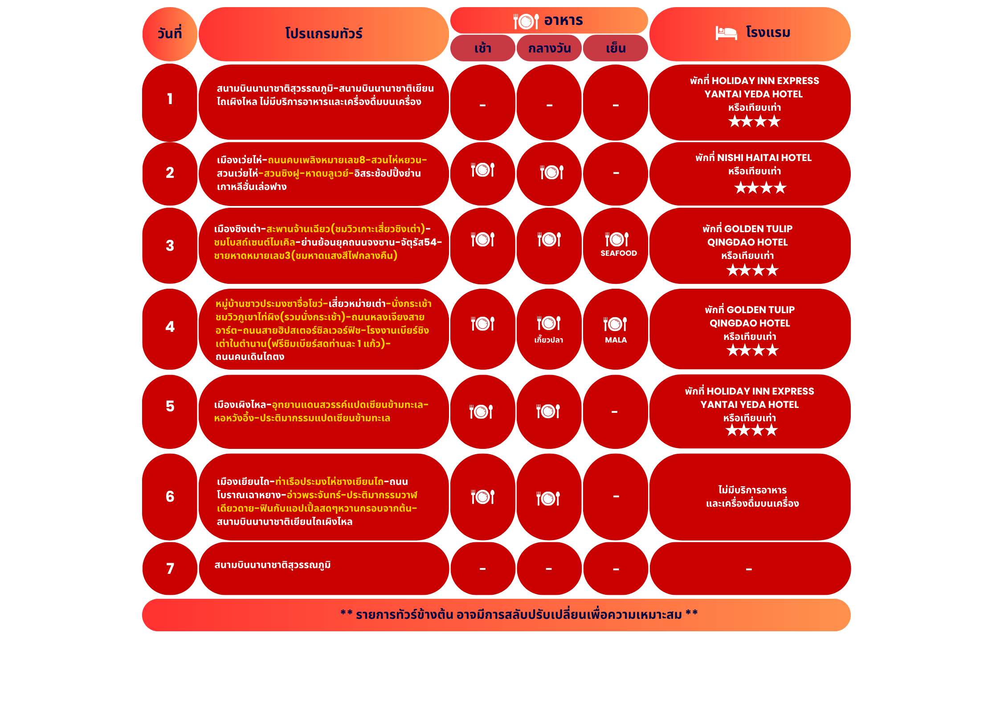 วันที่
โปรแกรมทัวร์
อาหาร
เช้า
กลางวัน
เย็น
โรงแรม
1
สนามบินนานาชาติสุวรรณภูมิ-สนามบินนานาชาติเยียน
ไถเผิงไหล ไม่มีบริการอาหารและเครื่องดื่มบนเครื่อง
-
-
-
พักที่ HOLIDAY INN EXPRESS
YANTAI YEDA HOTEL
หรือเทียบเท่า
2
เมืองเว่ยไห่-ถนนคบเพลิงหมายเลข8-สวนไห่หยวน-
สวนเว่ยไห่-สวนซิงฝู-หาดบลูเวย์-อิสระช้อปปิ้งย่าน
เกาหลีฮั่นเล่อฟาง
-
พักที่ NISHI HAITAI HOTEL
หรือเทียบเท่า
3
เมืองชิงเต่า-สะพานจ้านเฉียว(ชมวิวเกาะเสี่ยวชิงเต่า)-
ชมโบสถ์เซนต์ไมเคิล-ย่านย้อนยุคถนนจงซาน-จัตุรัส54-
ชายหาดหมายเลข3(ชมหาดแสงสีไฟกลางคืน)
SEAFOOD
พักที่ GOLDEN TULIP
QINGDAO HOTEL
หรือเทียบเท่า
4
หมู่บ้านชาวประมงซาจื่อโขว่-เสี่ยวหม่ายเต่า-นั่งกระเช้า
ชมวิวภูเขาไท่ผิง(รวมนั่งกระเช้า)-ถนนหลงเจียงสาย
อาร์ต-ถนนสายฮิปสเตอร์ซิลเวอร์ฟิช-โรงงานเบียร์ชิง
เต่าในตำนาน(ฟรีชิมเบียร์สดท่านละ 1 แก้ว)-
ถนนคนเดินไถตง
เกี๊ยวปลา
MALA
พักที่ GOLDEN TULIP
QINGDAO HOTEL
หรือเทียบเท่า
5
เมืองเผิงไหล-อุทยานแดนสวรรค์แปดเซียนข้ามทะเล-
หอหวังอึ้ง-ประติมากรรมแปดเซียนข้ามทะเล
-
พักที่ HOLIDAY INN EXPRESS
YANTAI YEDA HOTEL
หรือเทียบเท่า
6
เมืองเยียนไถ-ท่าเรือประมงไห่ชางเยียนไถ-ถนน
โบราณเฉาหยาง-อ่าวพระจันทร์-ประติมากรรมวาฬ
เดียวดาย-ฟินกับแอปเปิ้ลสดๆหวานกรอบจากต้น-
สนามบินนานาชาติเยียนไถเผิงไหล
-
ไม่มีบริการอาหาร
และเครื่องดื่มบนเครื่อง
7
สนามบินนานาชาติสุวรรณภูมิ
-
-
-
-
** รายการทัวร์ข้างต้น อาจมีการสลับปรับเปลี่ยนเพื่อความเหมาะสม **